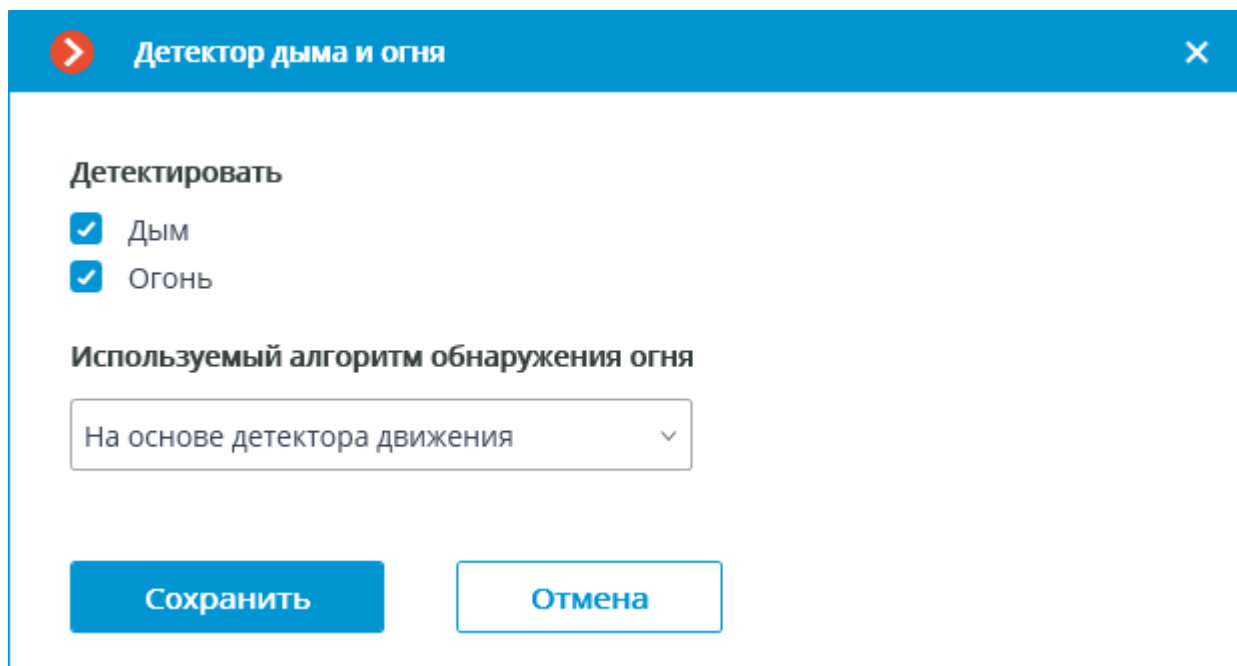 Детектор дыма и огня
Детектировать
Дым
Огонь
Используемый алгоритм обнаружения огня
На основе детектора движения
Сохранить
Отмена